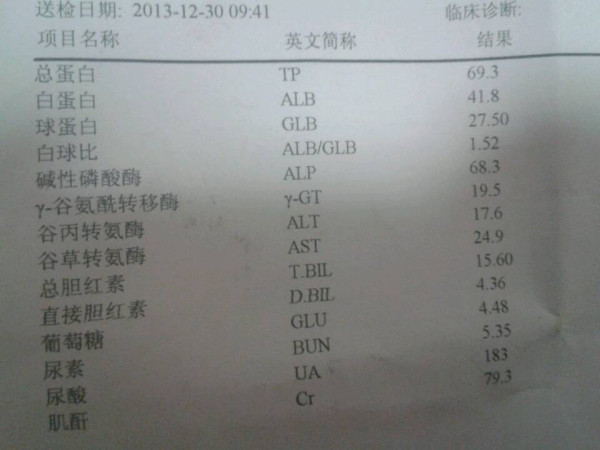 送检日期: 2013-12-30 09:41 临床诊断:
项目名称 英文简称 结果
总蛋白 TP 69.3
白蛋白 ALB 41.8
球蛋白 GLB 27.50
白球比 ALB/GLB 1.52
碱性磷酸酶 ALP 68.3
γ-谷氨酰转移酶 γ-GT 19.5
谷丙转氨酶 ALT 17.6
谷草转氨酶 AST 24.9
总胆红素 T.BIL 15.60
直接胆红素 D.BIL 4.36
葡萄糖 GLU 4.48
尿素 BUN 5.35
尿酸 UA 183
肌酐 Cr 79.3